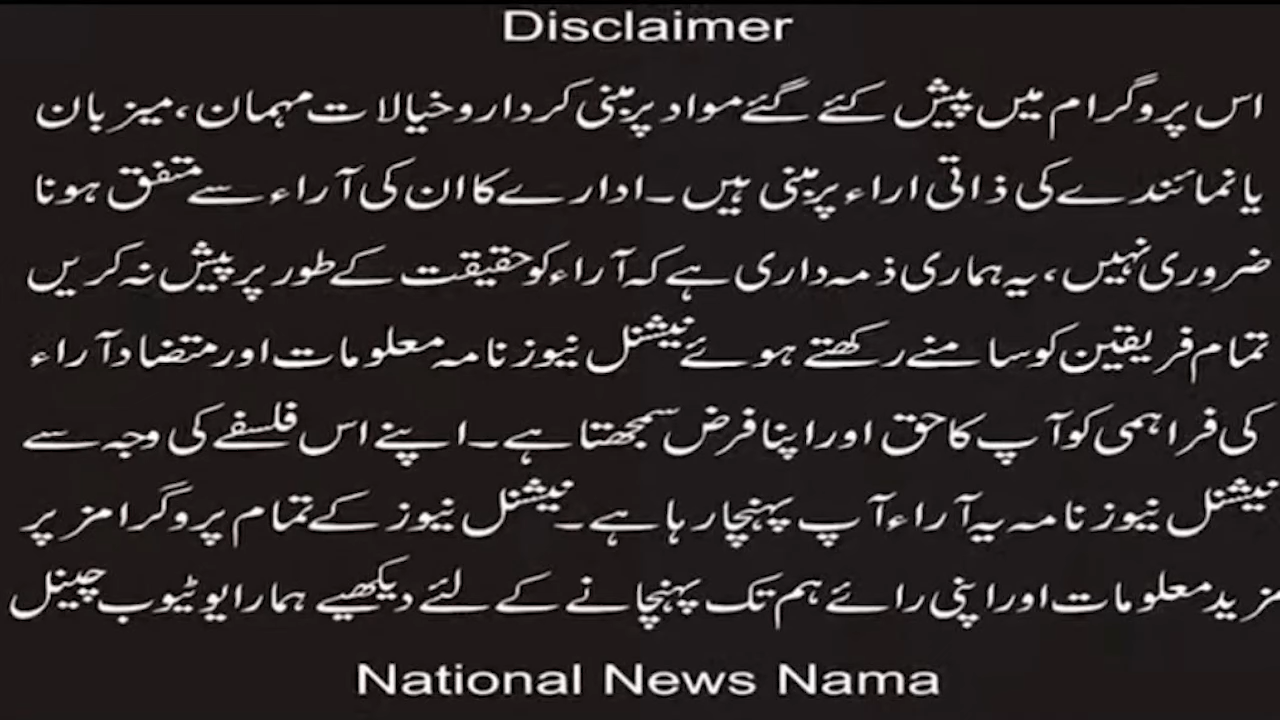 Disclaimer
اس پروگرام میں پیش کئے گئے مواد پر مبنی کردار و خیالات مہمان، میزبان
یا نمائندے کی ذاتی اراء پر مبنی ہیں۔ ادارے کا ان کی آراء سے متفق ہونا
ضروری نہیں، یہ ہماری ذمہ داری ہے کہ آراء کو حقیقت کے طور پر پیش نہ کریں
تمام فریقین کو سامنے رکھتے ہوئے نیشنل نیوز نامہ معلومات اور متضاد آراء
کی فراہمی کو آپ کا حق اور اپنا فرض سمجھتا ہے۔ اپنے اس فلسفے کی وجہ سے
نیشنل نیوز نامہ یہ آراء آپ پہنچا رہا ہے۔ نیشنل نیوز کے تمام پروگرامز پر
مزید معلومات اور اپنی رائے ہم تک پہنچانے کے لئے دیکھیے ہمارا یوٹیوب چینل
National News Nama